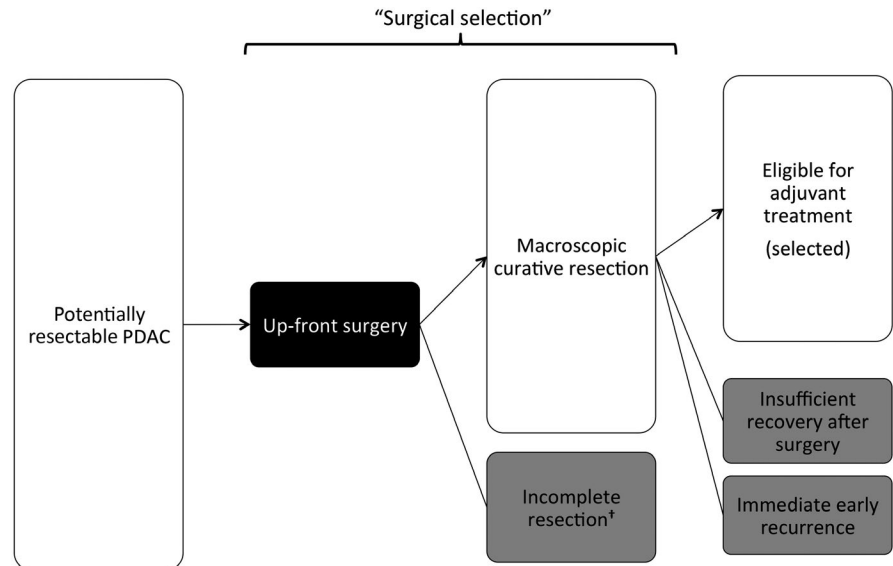 “Surgical selection”
Potentially
resectable PDAC
Up-front surgery
Macroscopic
curative resection
Incomplete
resection†
Eligible for
adjuvant
treatment
(selected)
Insufficient
recovery after
surgery
Immediate early
recurrence